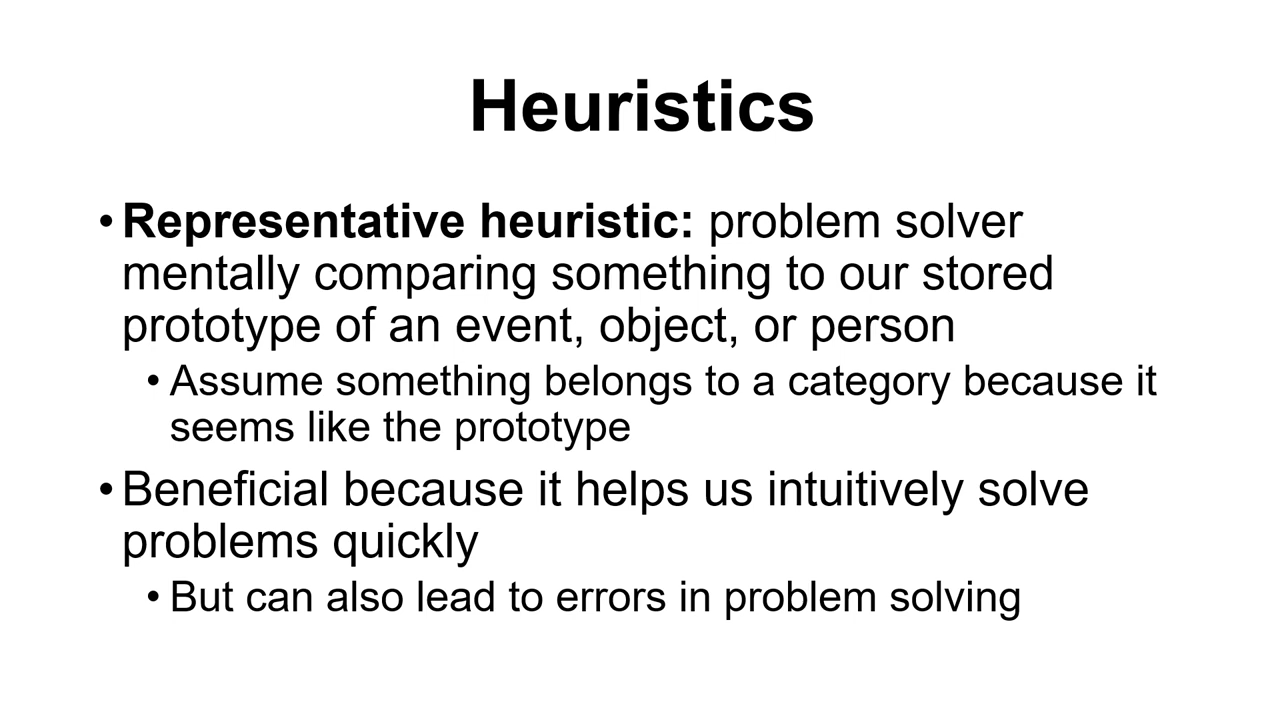 Heuristics
• Representative heuristic: problem solver
mentally comparing something to our stored
prototype of an event, object, or person
• Assume something belongs to a category because it
seems like the prototype
• Beneficial because it helps us intuitively solve
problems quickly
• But can also lead to errors in problem solving